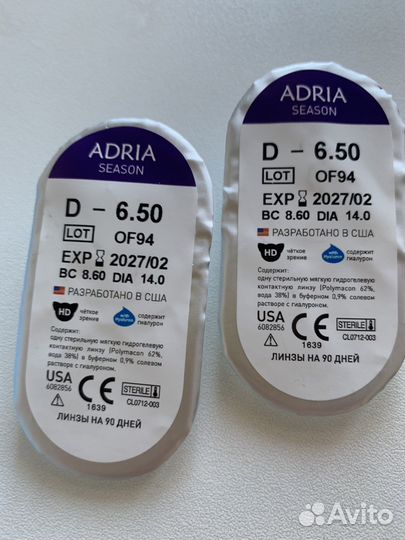 ADRIA
SEASON
D - 6.50
LOT OF94
EXP 2027/02
BC 8.60 DIA 14.0
РАЗРАБОТАНО В США
HD чёткое зрение with Hyaluron содержит гиалурон
Содержит:
одну стерильную мягкую гидрогелевую
контактную линзу (Polymacon 62%,
вода 38%) в буферном 0,9% солевом
растворе с гиалуроном.
USA
6082856
CE
1639
STERILE
CL0712-003
ЛИНЗЫ НА 90 ДНЕЙ
ADRIA
SEASON
D - 6.50
LOT OF94
EXP 2027/02
BC 8.60 DIA 14.0
РАЗРАБОТАНО В США
HD чёткое зрение with Hyaluron содержит гиалурон
Содержит:
одну стерильную мягкую гидрогелевую
контактную линзу (Polymacon 62%,
вода 38%) в буферном 0,9% солевом
растворе с гиалуроном.
USA
6082856
CE
1639
STERILE
CL0712-003
ЛИНЗЫ НА 90 ДНЕЙ
Avito